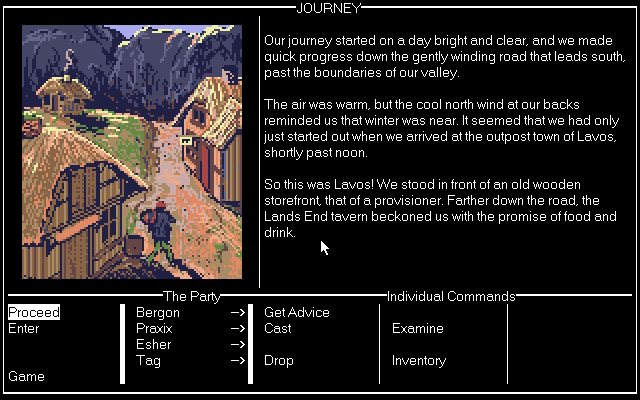 JOURNEY
Our journey started on a day bright and clear, and we made
quick progress down the gently winding road that leads south,
past the boundaries of our valley.
The air was warm, but the cool north wind at our backs
reminded us that winter was near. It seemed that we had only
just started out when we arrived at the outpost town of Lavos,
shortly past noon.
So this was Lavos! We stood in front of an old wooden
storefront, that of a provisioner. Farther down the road, the
Lands End tavern beckoned us with the promise of food and
drink.
The Party Individual Commands
Proceed Bergon —> Get Advice
Enter Praxix —> Cast Examine
Esher —>
Tag —> Drop Inventory
Game